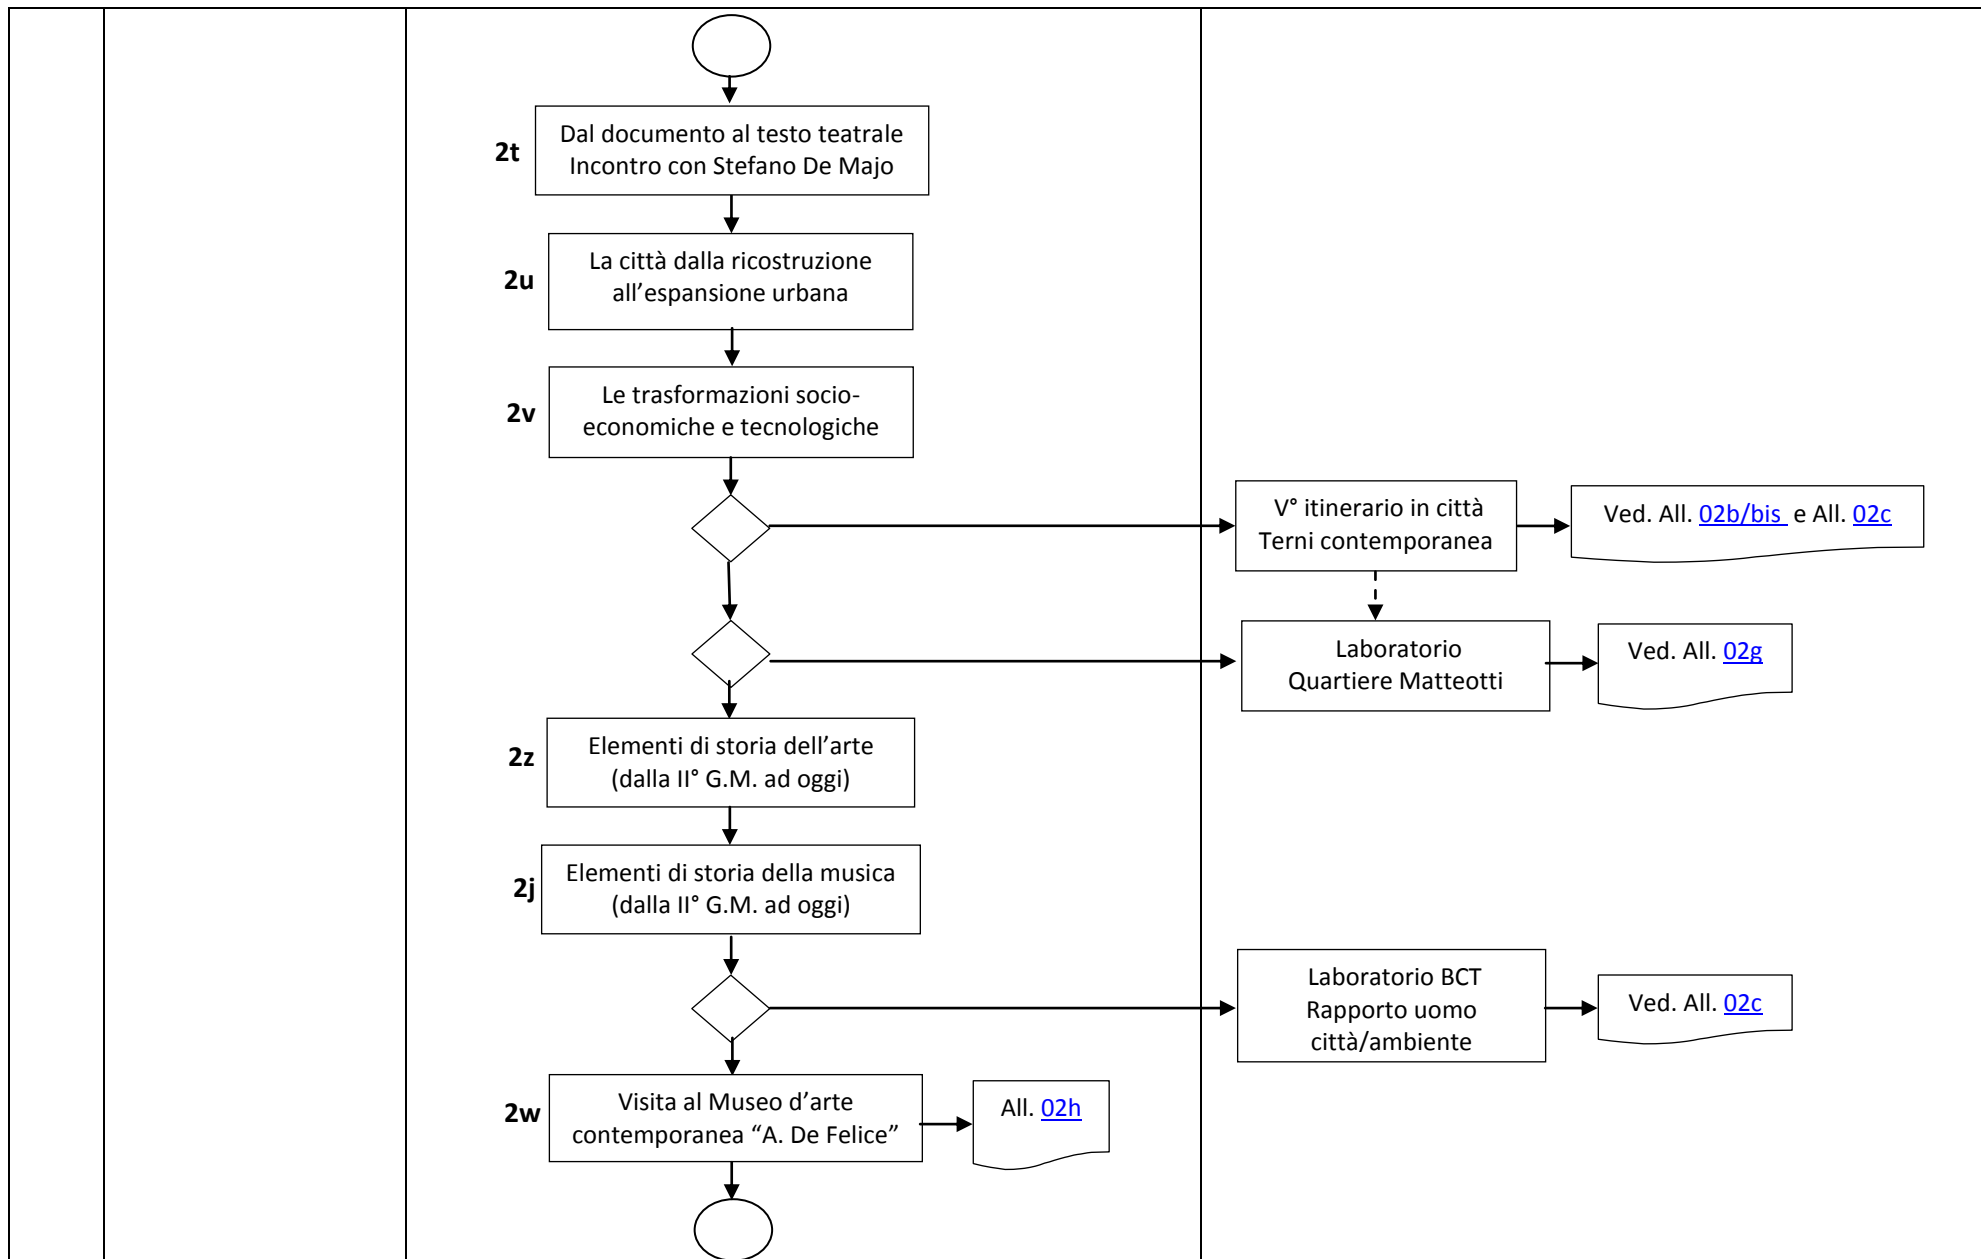 2t
Dal documento al testo teatrale
Incontro con Stefano De Majo
2u
La città dalla ricostruzione
all’espansione urbana
2v
Le trasformazioni socio-
economiche e tecnologiche
V° itinerario in città
Terni contemporanea
Ved. All. 02b/bis e All. 02c
Laboratorio
Quartiere Matteotti
Ved. All. 02g
2z
Elementi di storia dell’arte
(dalla II° G.M. ad oggi)
2j
Elementi di storia della musica
(dalla II° G.M. ad oggi)
Laboratorio BCT
Rapporto uomo
città/ambiente
Ved. All. 02c
2w
Visita al Museo d’arte
contemporanea “A. De Felice”
All. 02h